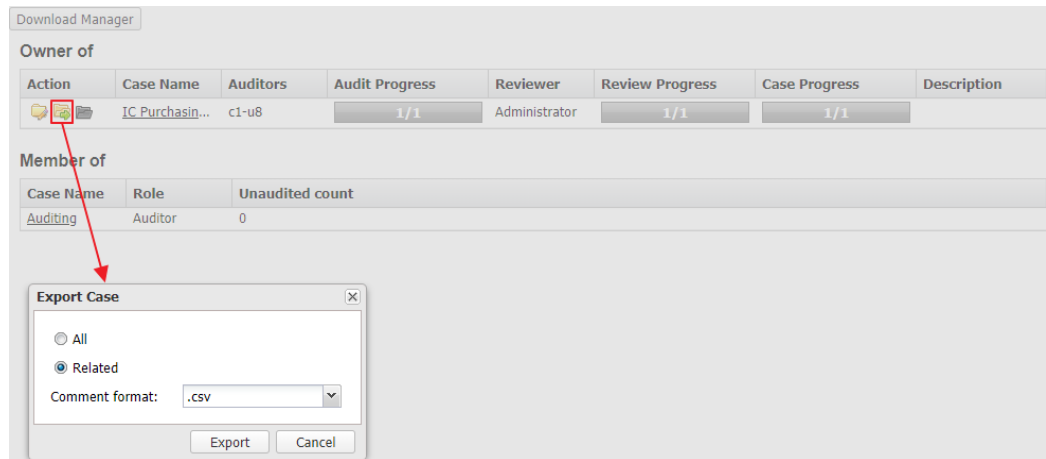 Download Manager
Owner of
Action Case Name Auditors Audit Progress Reviewer Review Progress Case Progress Description
IC Purchasin... c1-u8 1/1 Administrator 1/1 1/1
Member of
Case Name Role Unaudited count
Auditing Auditor 0
Export Case
All
Related
Comment format: .csv
Export Cancel